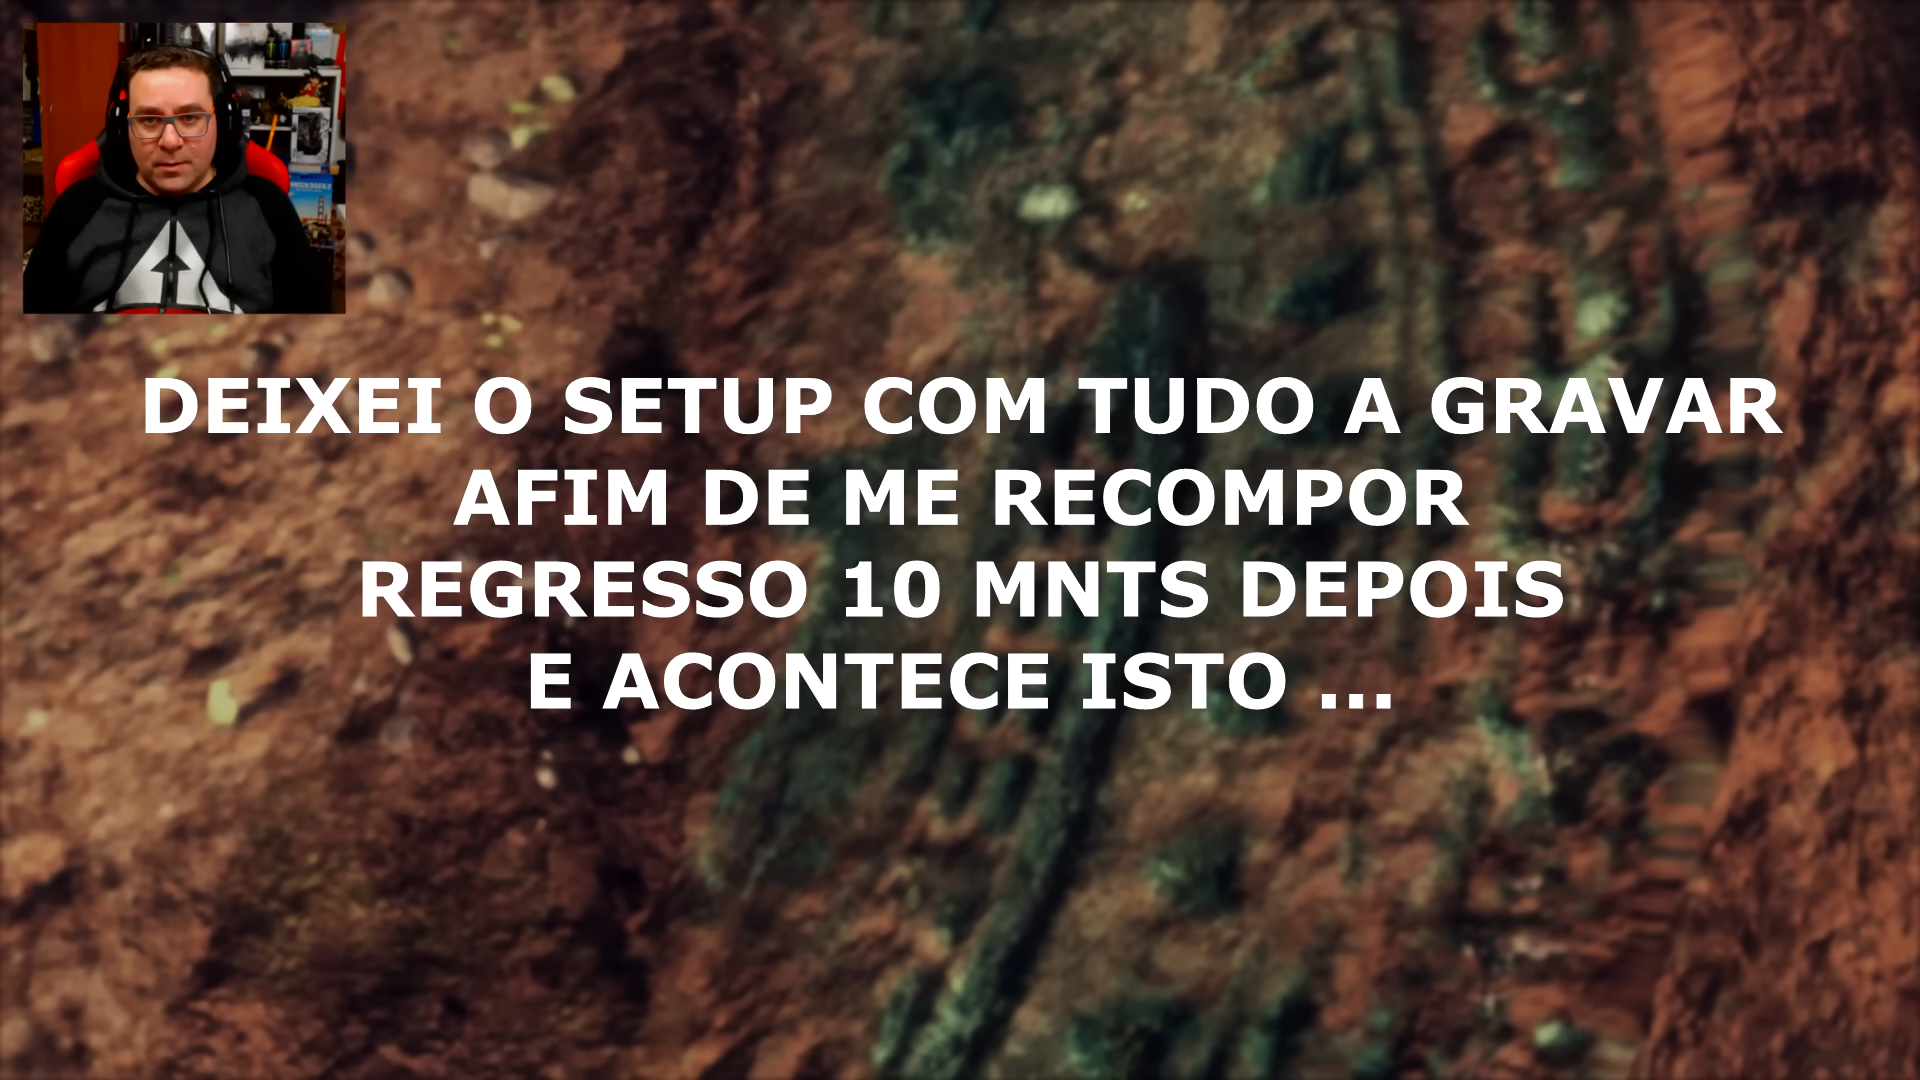 DEIXEI O SETUP COM TUDO A GRAVAR
AFIM DE ME RECOMPOR
REGRESSO 10 MNTS DEPOIS
E ACONTECE ISTO ...